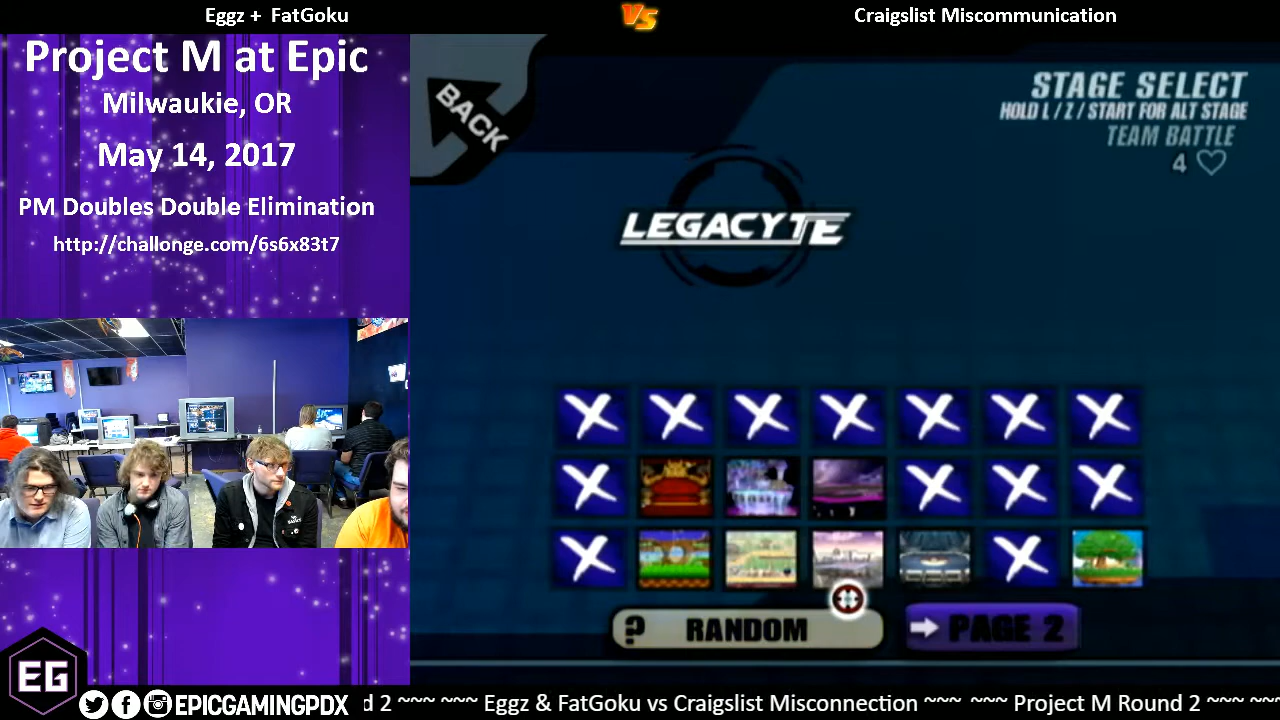 Eggz + FatGoku
VS
Craigslist Miscommunication
Project M at Epic
Milwaukie, OR
May 14, 2017
PM Doubles Double Elimination
http://challonge.com/6s6x83t7
BACK
STAGE SELECT
HOLD L / Z / START FOR ALT STAGE
TEAM BATTLE
4
LEGACYTE
? RANDOM
PAGE 2
EG
EPICGAMINGPDX
d 2 ~~~ ~~~ Eggz & FatGoku vs Craigslist Misconnection ~~~ ~~~ Project M Round 2 ~~~ ~~